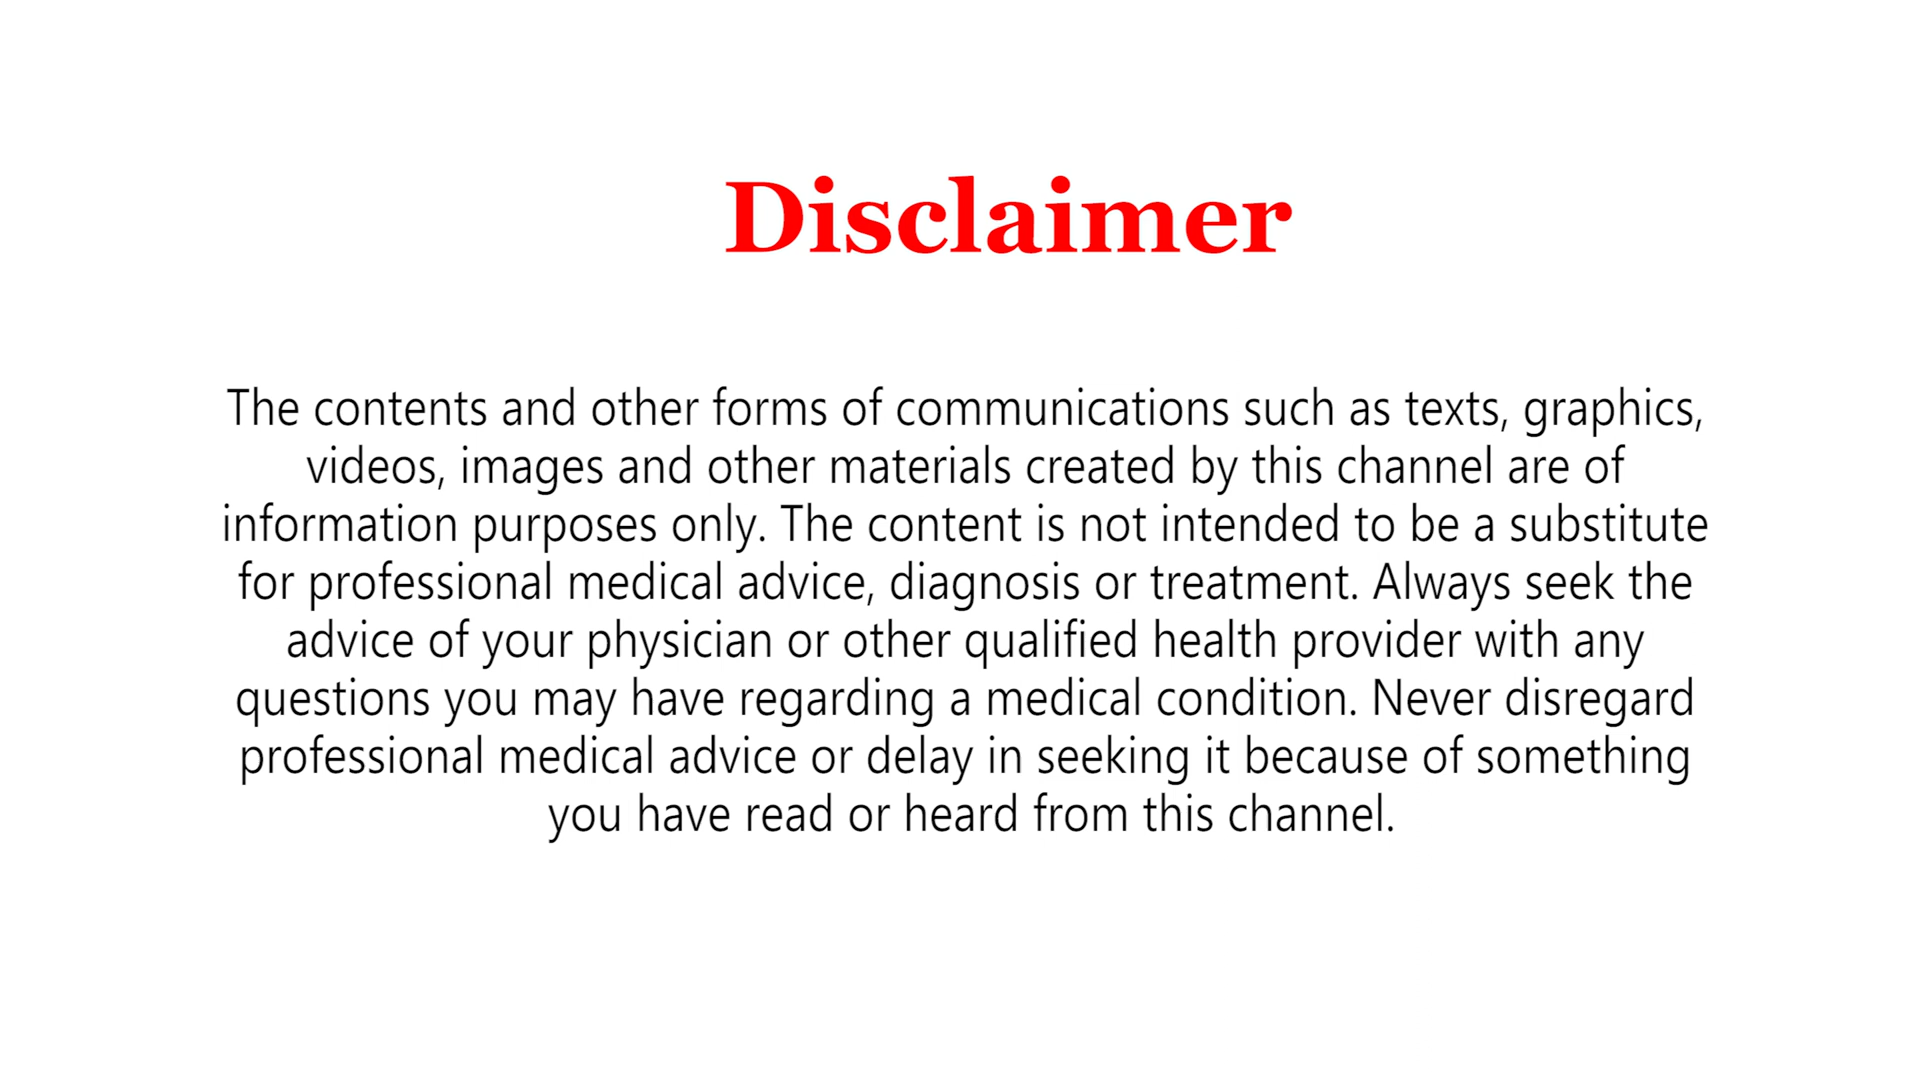 Disclaimer
The contents and other forms of communications such as texts, graphics,
videos, images and other materials created by this channel are of
information purposes only. The content is not intended to be a substitute
for professional medical advice, diagnosis or treatment. Always seek the
advice of your physician or other qualified health provider with any
questions you may have regarding a medical condition. Never disregard
professional medical advice or delay in seeking it because of something
you have read or heard from this channel.